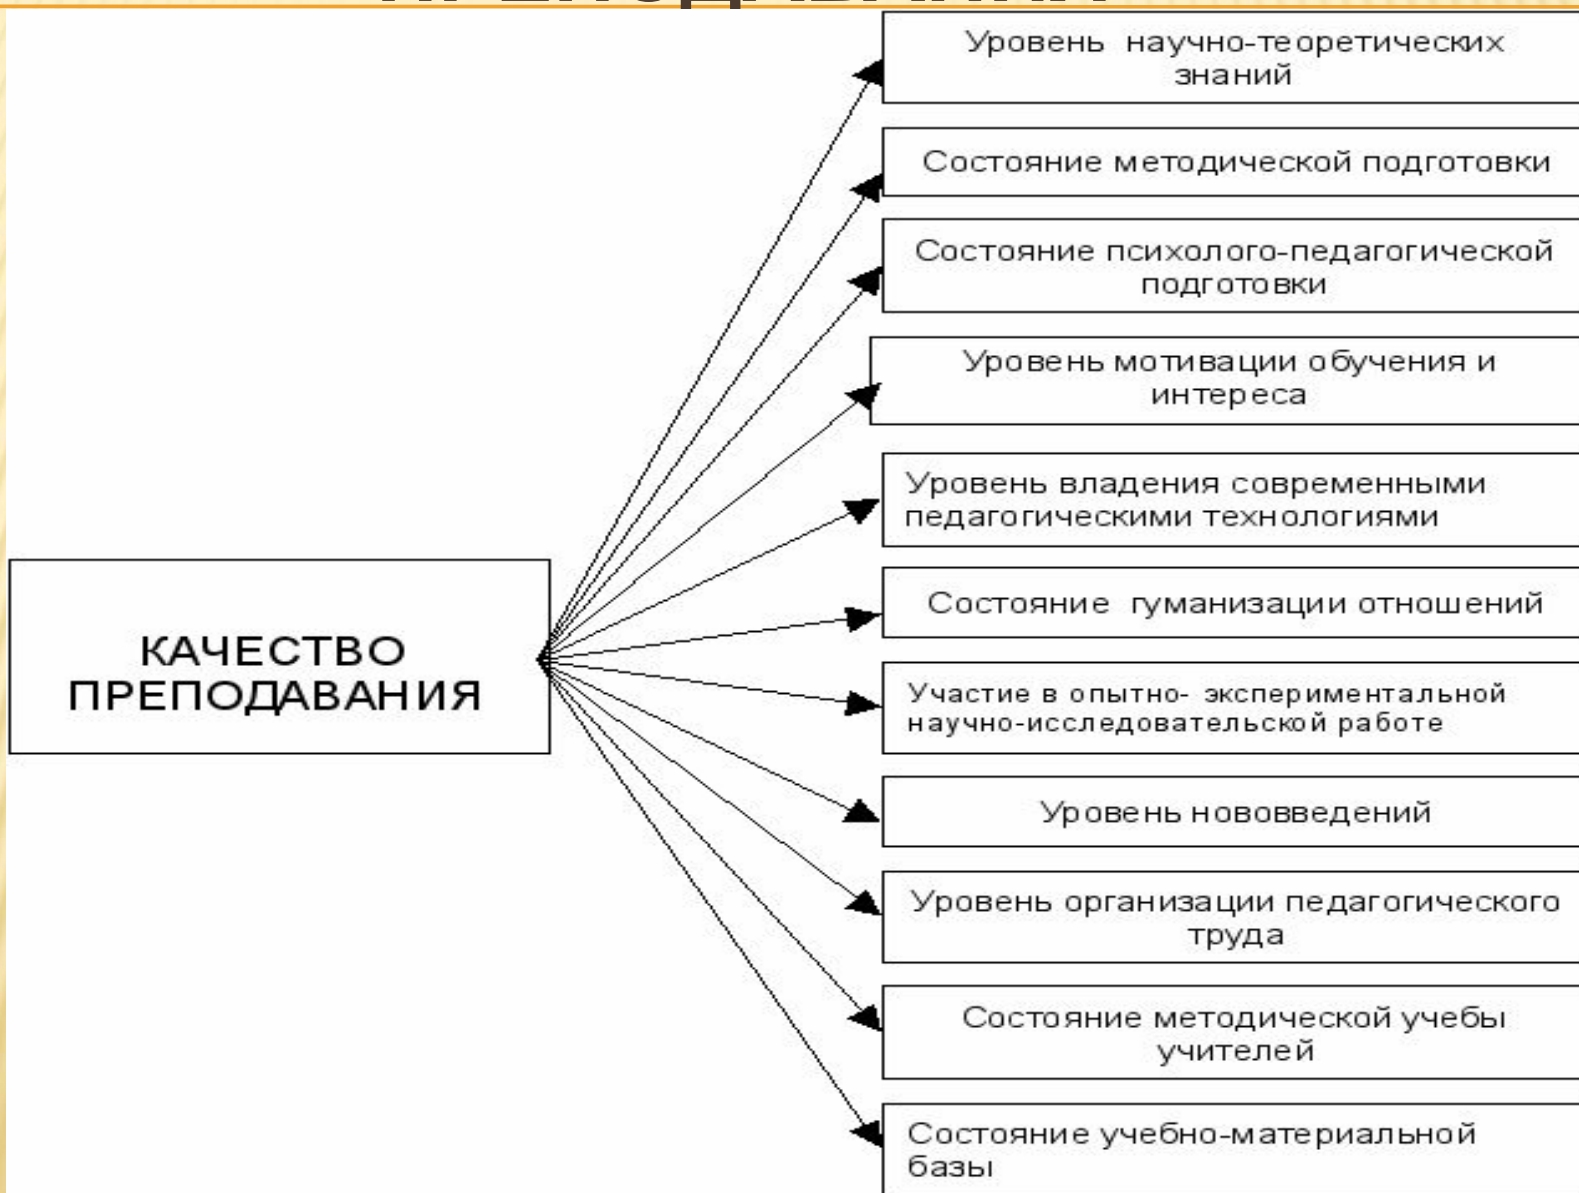 Уровень научно-теоретических
знаний
Состояние методической подготовки
Состояние психолого-педагогической
подготовки
Уровень мотивации обучения и
интереса
Уровень владения современными
педагогическими технологиями
Состояние гуманизации отношений
КАЧЕСТВО
ПРЕПОДАВАНИЯ
Участие в опытно- экспериментальной
научно-исследовательской работе
Уровень нововведений
Уровень организации педагогического
труда
Состояние методической учебы
учителей
Состояние учебно-материальной
базы